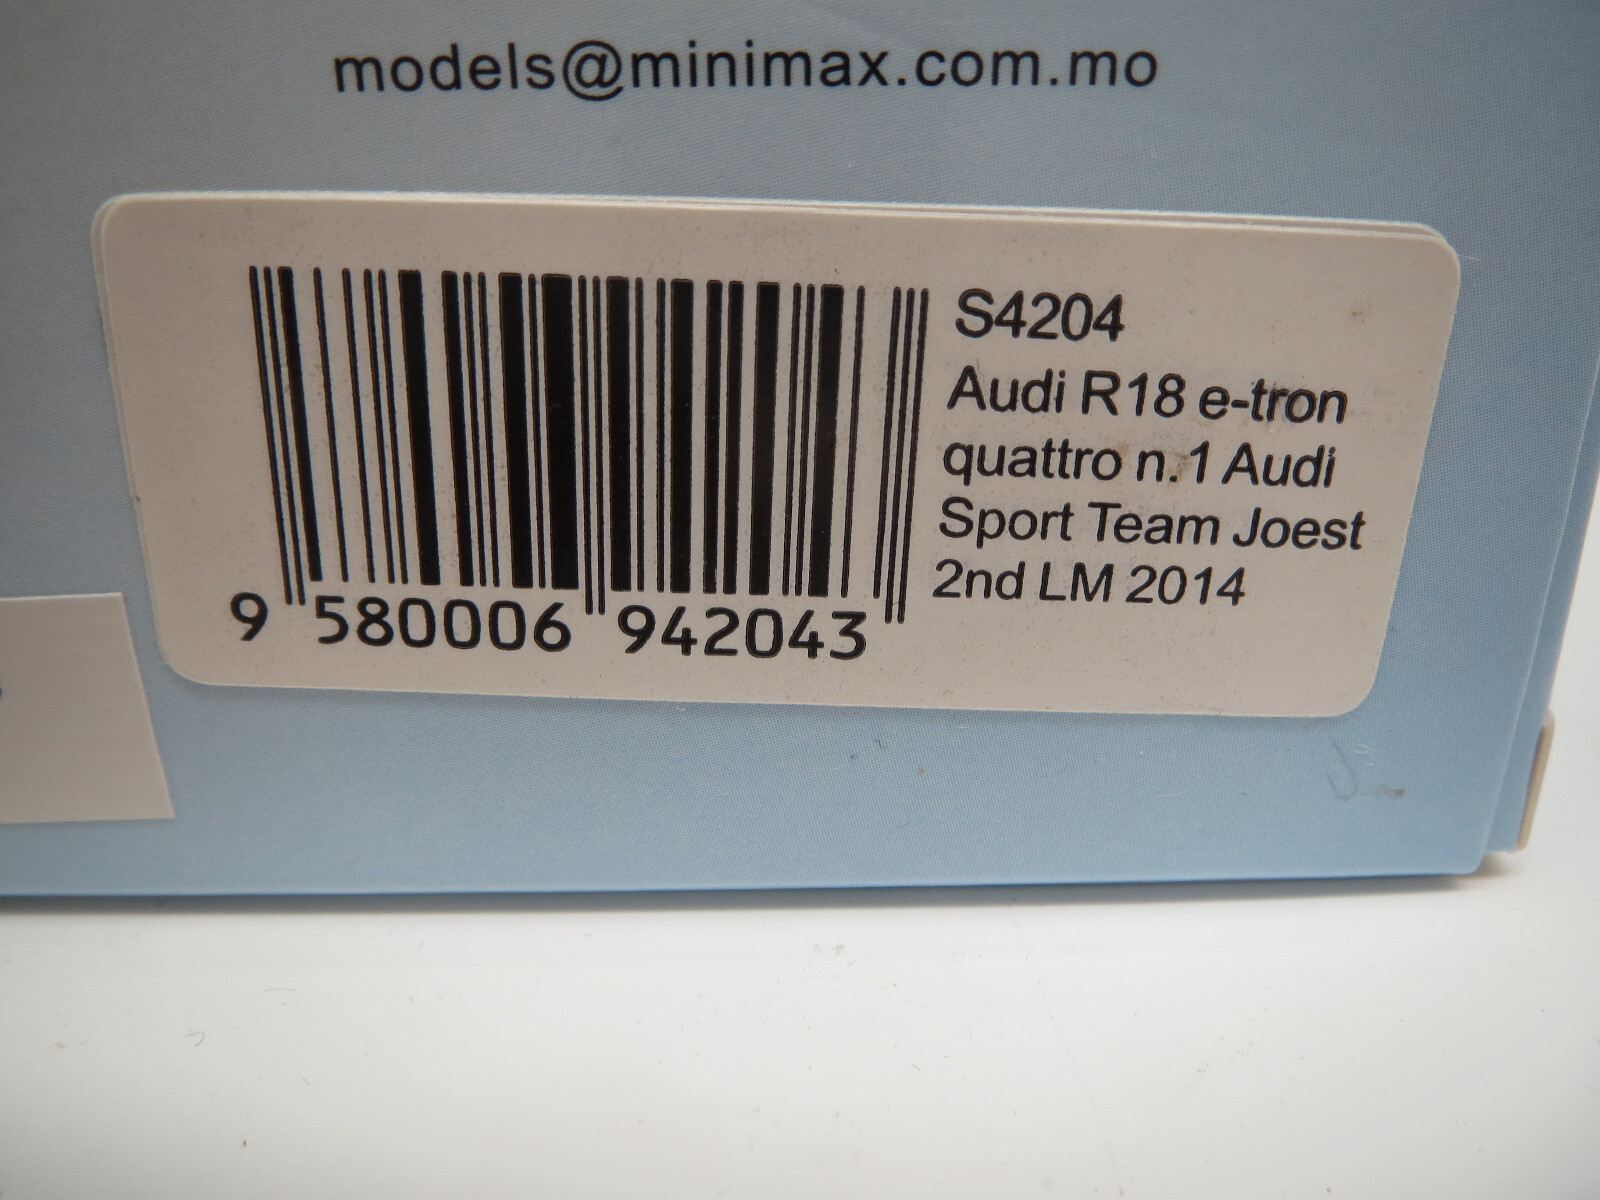 models@minimax.com.mo
S4204
Audi R18 e-tron
quattro n.1 Audi
Sport Team Joest
2nd LM 2014
9 580006 942043